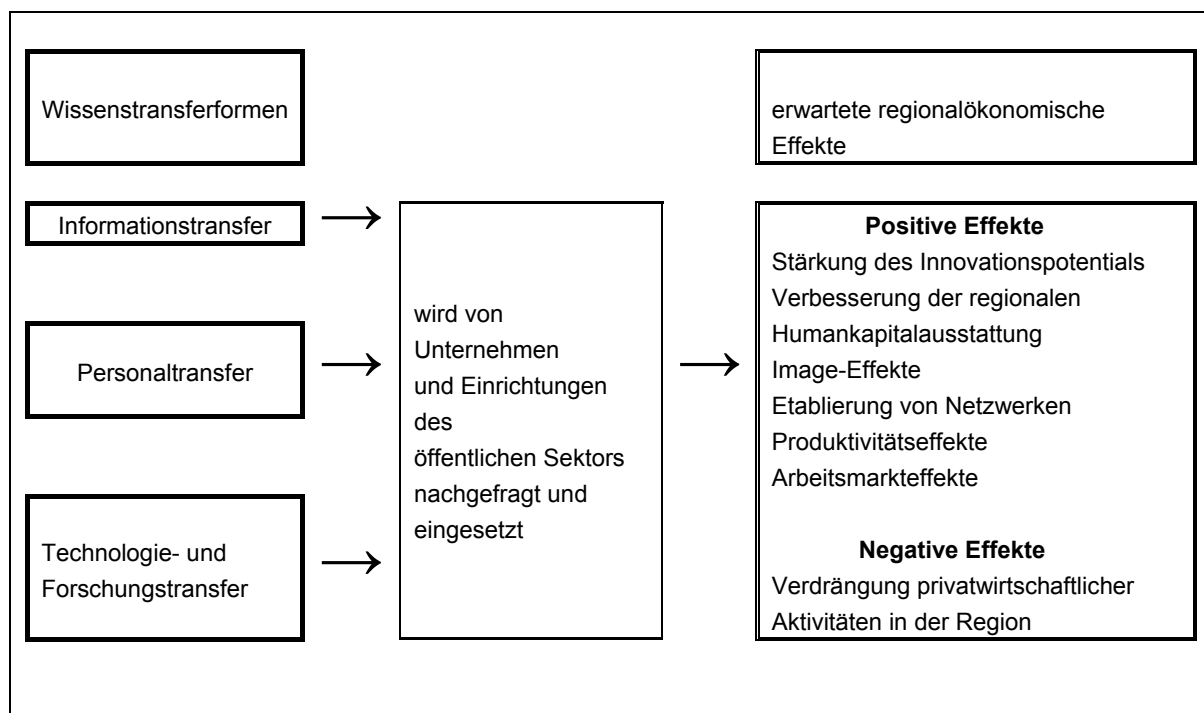 Wissenstransferformen
erwartete regionalökonomische
Effekte
Informationstransfer
Personaltransfer
Technologie- und
Forschungstransfer
wird von
Unternehmen
und Einrichtungen
des
öffentlichen Sektors
nachgefragt und
eingesetzt
Positive Effekte
Stärkung des Innovationspotentials
Verbesserung der regionalen
Humankapitalausstattung
Image-Effekte
Etablierung von Netzwerken
Produktivitätseffekte
Arbeitsmarkteffekte
Negative Effekte
Verdrängung privatwirtschaftlicher
Aktivitäten in der Region